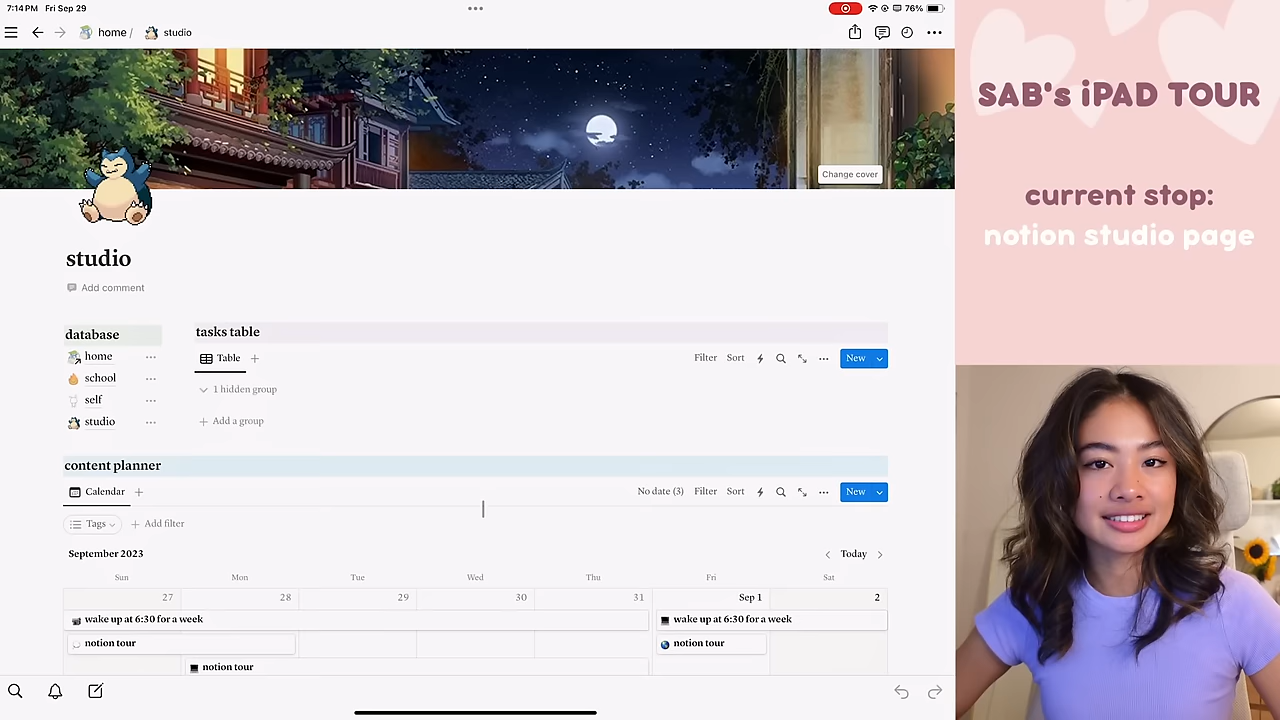 7:14 PM Fri Sep 29
76%
home / studio
Change cover
studio
Add comment
database
home
school
self
studio
tasks table
Table
Filter Sort New
1 hidden group
Add a group
content planner
Calendar
No date (3) Filter Sort New
Tags Add filter
September 2023
Today
Sun Mon Tue Wed Thu Fri Sat
27 28 29 30 31 Sep 1 2
wake up at 6:30 for a week wake up at 6:30 for a week
notion tour notion tour
notion tour
SAB's iPAD TOUR
current stop:
notion studio page